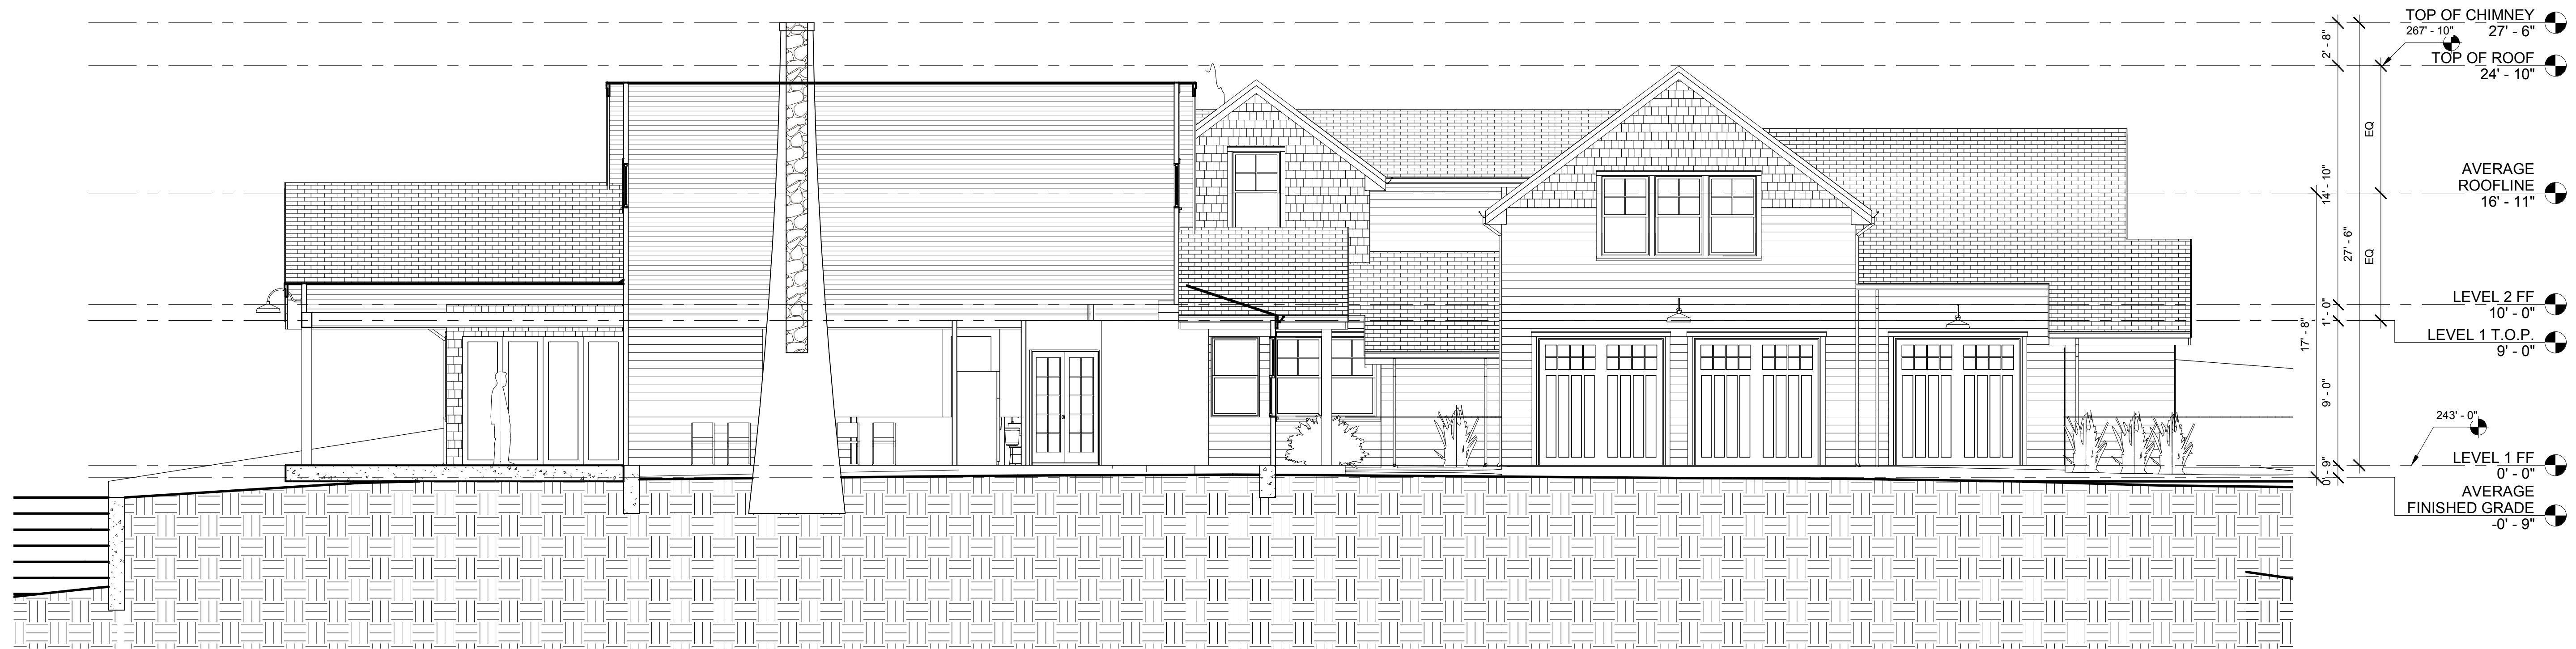 TOP OF CHIMNEY
27' - 6"
267' - 10"
TOP OF ROOF
24' - 10"
2' - 8"
EQ
AVERAGE
ROOFLINE
16' - 11"
14' - 10"
27' - 6"
EQ
LEVEL 2 FF
10' - 0"
1' - 0"
LEVEL 1 T.O.P.
9' - 0"
17' - 8"
9' - 0"
243' - 0"
LEVEL 1 FF
0' - 0"
0' - 9"
AVERAGE
FINISHED GRADE
-0' - 9"